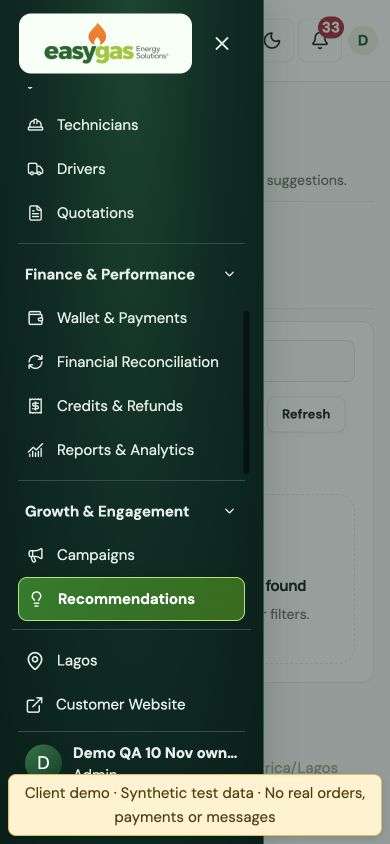 easygas Energy Solutions
33
D
Technicians
suggestions.
Drivers
Quotations
Finance & Performance
Wallet & Payments
Financial Reconciliation
Credits & Refunds
Refresh
Reports & Analytics
Growth & Engagement
Campaigns
found
Recommendations
filters.
Lagos
Customer Website
D
Demo QA 10 Nov own...
Admin
rica/Lagos
Client demo · Synthetic test data · No real orders,
payments or messages